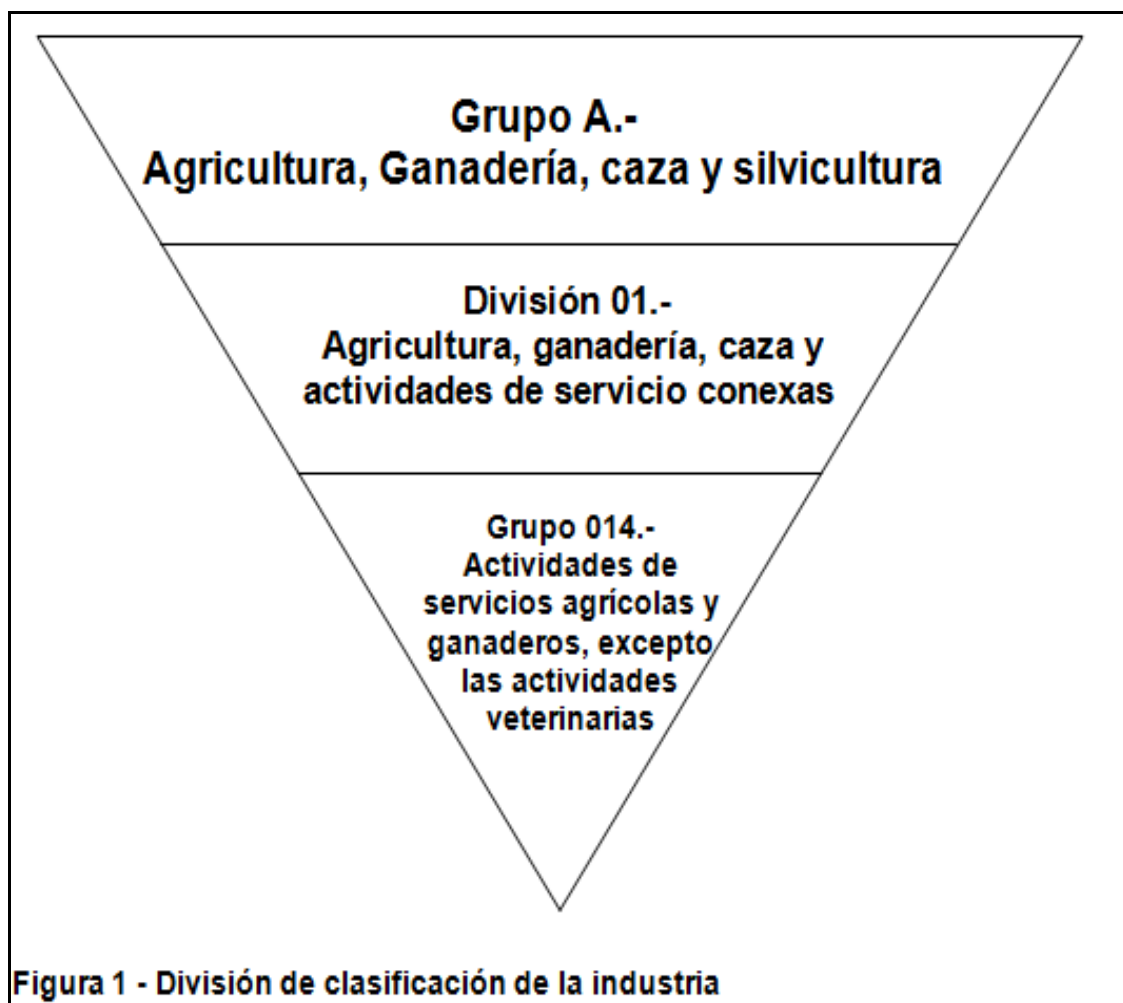 Grupo A.-
Agricultura, Ganadería, caza y silvicultura
División 01.-
Agricultura, ganadería, caza y
actividades de servicio conexas
Grupo 014.-
Actividades de
servicios agrícolas y
ganaderos, excepto
las actividades
veterinarias
Figura 1 - División de clasificación de la industria